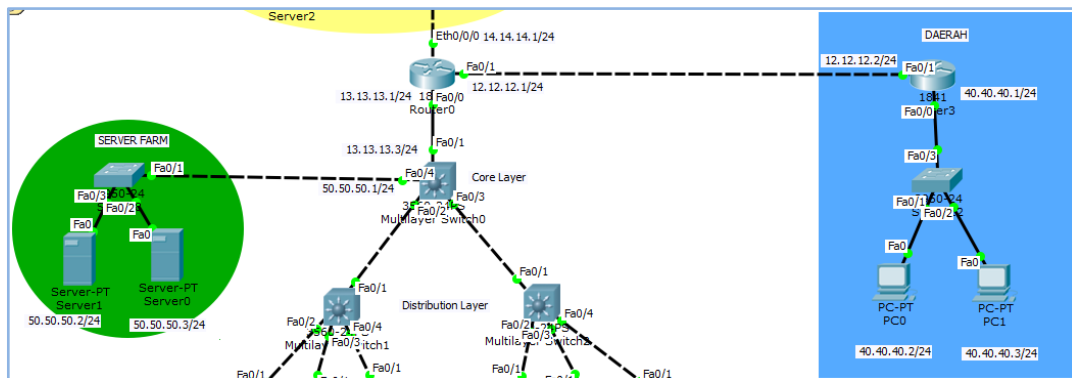 Server2
Eth0/0/0 14.14.14.1/24
Fa0/1
12.12.12.1/24
13.13.13.1/24
Fa0/0
Router0
Fa0/1
13.13.13.3/24
Fa0/4
50.50.50.1/24
Core Layer
Fa0/3
Fa0/2
Multilayer Switch0
SERVER FARM
Fa0/1
Fa0/3
Fa0/2
Fa0
Fa0
Server-PT
Server1
Server-PT
Server0
50.50.50.2/24
50.50.50.3/24
Fa0/1
Distribution Layer
Fa0/1
Fa0/2
Fa0/4
Fa0/3
Fa0/1
Fa0/1
Fa0/2
Fa0/4
Fa0/3
Multilayer Switch2
Fa0/1
Fa0/1
Fa0/1
DAERAH
12.12.12.2/24
Fa0/1
1841
40.40.40.1/24
Fa0/0
Fa0/3
Fa0/1
Fa0/2
Fa0
Fa0
PC-PT
PC0
PC-PT
PC1
40.40.40.2/24
40.40.40.3/24